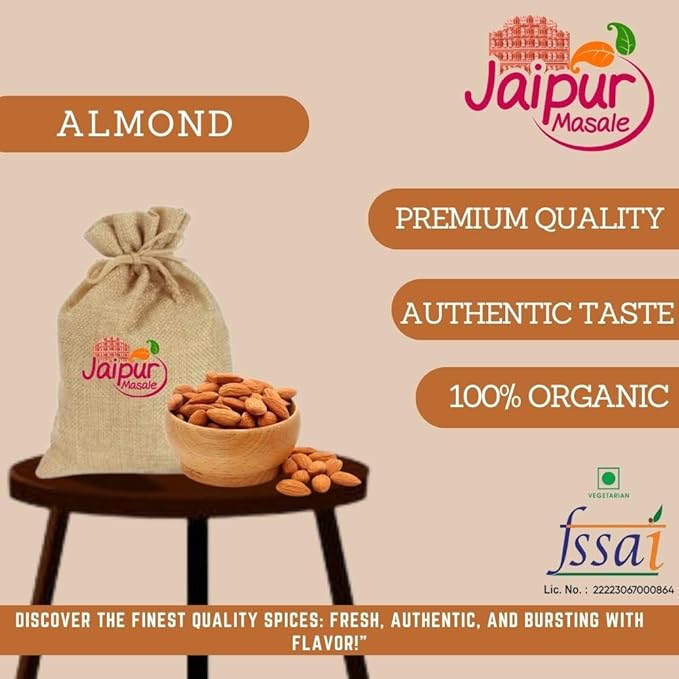 Jaipur
Masale
ALMOND
PREMIUM QUALITY
AUTHENTIC TASTE
100% ORGANIC
Jaipur
Masale
VEGETARIAN
fssai
Lic. No. : 22223067000864
DISCOVER THE FINEST QUALITY SPICES: FRESH, AUTHENTIC, AND BURSTING WITH
FLAVOR!"